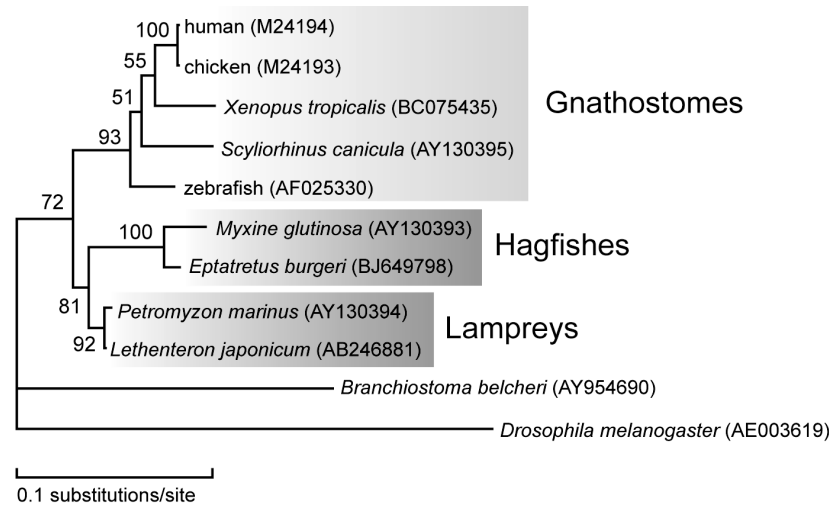 100
human (M24194)
55
chicken (M24193)
51
Xenopus tropicalis (BC075435)
Gnathostomes
93
Scyliorhinus canicula (AY130395)
zebrafish (AF025330)
72
100
Myxine glutinosa (AY130393)
Hagfishes
Eptatretus burgeri (BJ649798)
81
Petromyzon marinus (AY130394)
Lampreys
92
Lethenteron japonicum (AB246881)
Branchiostoma belcheri (AY954690)
Drosophila melanogaster (AE003619)
0.1 substitutions/site